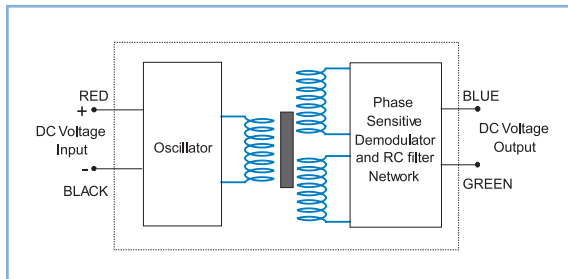 RED
+
DC Voltage
Input
-
BLACK
Oscillator
Phase
Sensitive
Demodulator
and RC filter
Network
BLUE
DC Voltage
Output
GREEN